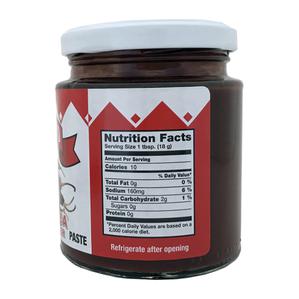 Nutrition Facts
Serving Size 1 tbsp. (18 g)
Amount Per Serving
Calories 10
% Daily Value*
Total Fat 0g 0 %
Sodium 160mg 6 %
Total Carbohydrate 2g 1 %
Sugars 0g
Protein 0g
*Percent Daily Values are based on a
2,000 calorie diet.
PASTE
Refrigerate after opening